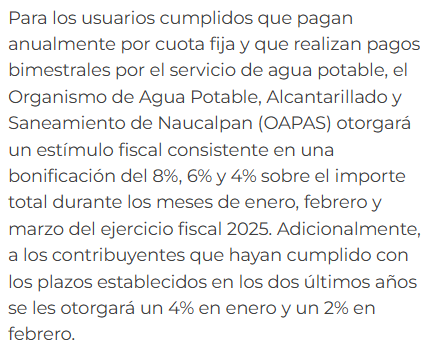 Para los usuarios cumplidos que pagan
anualmente por cuota fija y que realizan pagos
bimestrales por el servicio de agua potable, el
Organismo de Agua Potable, Alcantarillado y
Saneamiento de Naucalpan (OAPAS) otorgará
un estímulo fiscal consistente en una
bonificación del 8%, 6% y 4% sobre el importe
total durante los meses de enero, febrero y
marzo del ejercicio fiscal 2025. Adicionalmente,
a los contribuyentes que hayan cumplido con
los plazos establecidos en los dos últimos años
se les otorgará un 4% en enero y un 2% en
febrero.